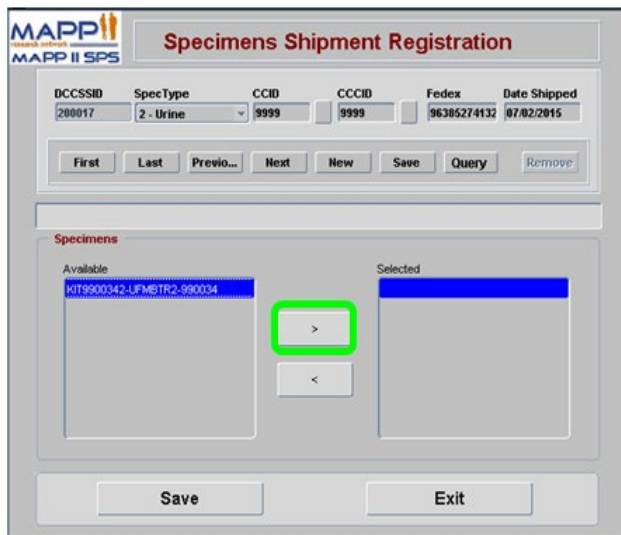 MAPP
research network
MAPP II SPS
Specimens Shipment Registration
DCCSSID SpecType CCID CCCID Fedex Date Shipped
200017 2 - Urine 9999 9999 96385274132 07/02/2015
First Last Previo... Next New Save Query Remove
Specimens
Available Selected
KIT9900342-UFMBTR2-990034
>
<
Save Exit